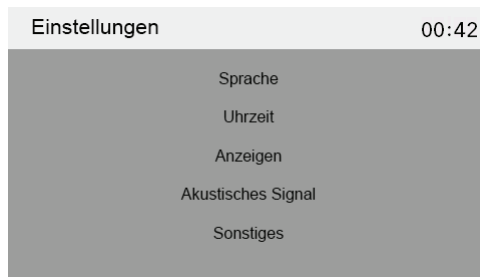 Einstellungen 00:42
Sprache
Uhrzeit
Anzeigen
Akustisches Signal
Sonstiges